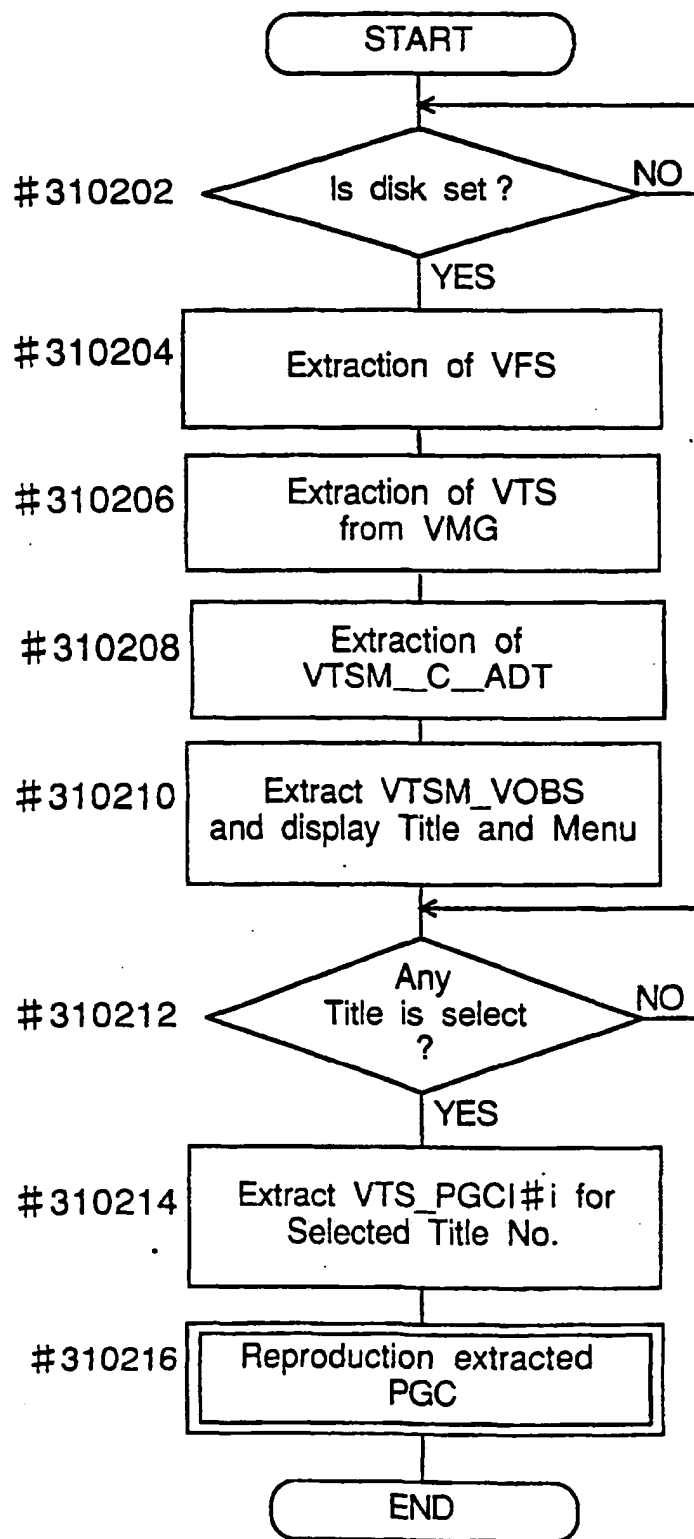 START
#310202
Is disk set ?
NO
YES
#310204
Extraction of VFS
#310206
Extraction of VTS
from VMG
#310208
Extraction of
VTSM__C__ADT
#310210
Extract VTSM_VOBS
and display Title and Menu
#310212
Any
Title is select
?
NO
YES
#310214
Extract VTS_PGCI#i for
Selected Title No.
#310216
Reproduction extracted
PGC
END